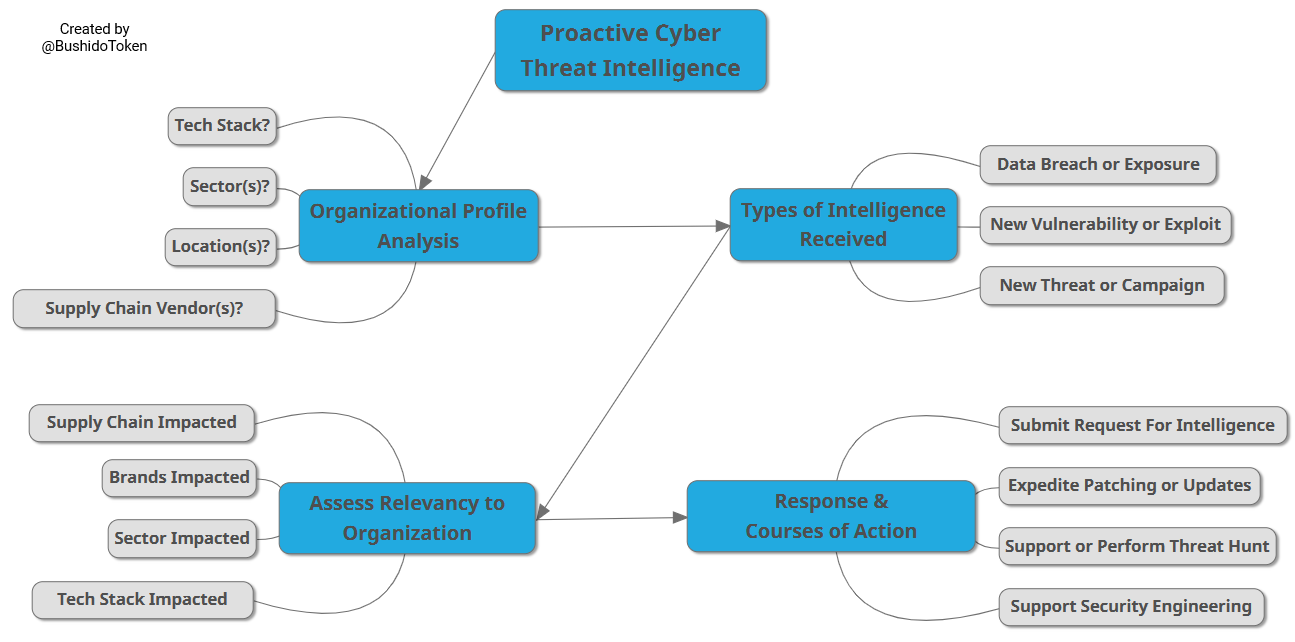 Created by
@BushidoToken
Proactive Cyber
Threat Intelligence
Tech Stack?
Sector(s)?
Location(s)?
Supply Chain Vendor(s)?
Organizational Profile
Analysis
Types of Intelligence
Received
Data Breach or Exposure
New Vulnerability or Exploit
New Threat or Campaign
Supply Chain Impacted
Brands Impacted
Sector Impacted
Tech Stack Impacted
Assess Relevancy to
Organization
Response &
Courses of Action
Submit Request For Intelligence
Expedite Patching or Updates
Support or Perform Threat Hunt
Support Security Engineering